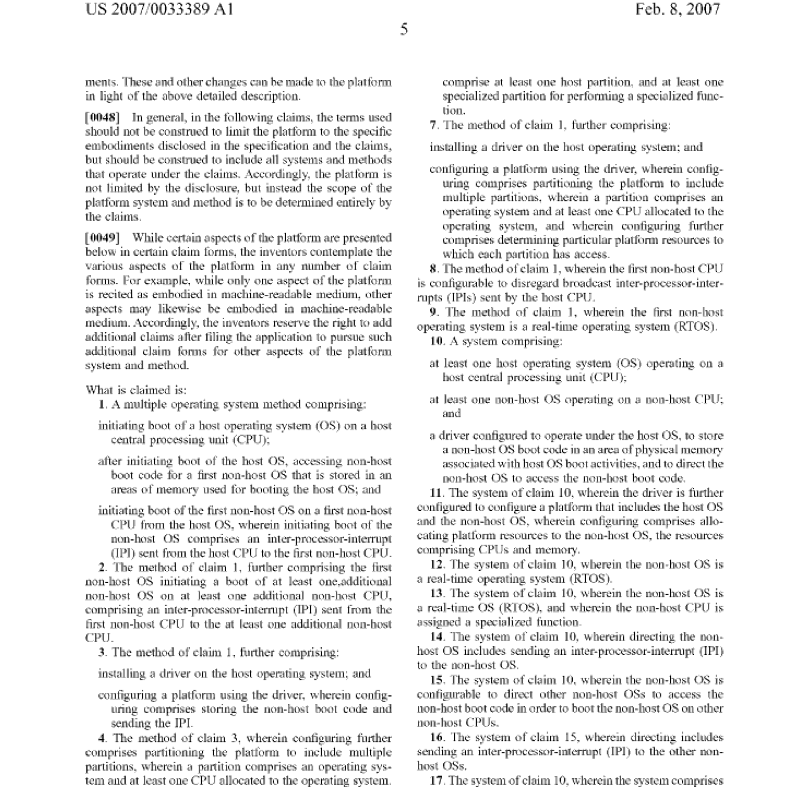 US 2007/0033389 A1
Feb. 8, 2007
5
ments. These and other changes can be made to the platform
in light of the above detailed description.
[0048] In general, in the following claims, the terms used
should not be construed to limit the platform to the specific
embodiments disclosed in the specification and the claims,
but should be construed to include all systems and methods
that operate under the claims. Accordingly, the platform is
not limited by the disclosure, but instead the scope of the
platform system and method is to be determined entirely by
the claims.
[0049] While certain aspects of the platform are presented
below in certain claim forms, the inventors contemplate the
various aspects of the platform in any number of claim
forms. For example, while only one aspect of the platform
is recited as embodied in machine-readable medium, other
aspects may likewise be embodied in machine-readable
medium. Accordingly, the inventors reserve the right to add
additional claims after filing the application to pursue such
additional claim forms for other aspects of the platform
system and method.
What is claimed is:
1. A multiple operating system method comprising:
initiating boot of a host operating system (OS) on a host
central processing unit (CPU);
after initiating boot of the host OS, accessing non-host
boot code for a first non-host OS that is stored in an
areas of memory used for booting the host OS; and
initiating boot of the first non-host OS on a first non-host
CPU from the host OS, wherein initiating boot of the
non-host OS comprises an inter-processor-interrupt
(IPI) sent from the host CPU to the first non-host CPU.
2. The method of claim 1, further comprising the first
non-host OS initiating a boot of at least one,additional
non-host OS on at least one additional non-host CPU,
comprising an inter-processor-interrupt (IPI) sent from the
first non-host CPU to the at least one additional non-host
CPU.
3. The method of claim 1, further comprising:
installing a driver on the host operating system; and
configuring a platform using the driver, wherein config-
uring comprises storing the non-host boot code and
sending the IPI.
4. The method of claim 3, wherein configuring further
comprises partitioning the platform to include multiple
partitions, wherein a partition comprises an operating sys-
tem and at least one CPU allocated to the operating system.
comprise at least one host partition, and at least one
specialized partition for performing a specialized func-
tion.
7. The method of claim 1, further comprising:
installing a driver on the host operating system; and
configuring a platform using the driver, wherein config-
uring comprises partitioning the platform to include
multiple partitions, wherein a partition comprises an
operating system and at least one CPU allocated to the
operating system, and wherein configuring further
comprises determining particular platform resources to
which each partition has access.
8. The method of claim 1, wherein the first non-host CPU
is configurable to disregard broadcast inter-processor-inter-
rupts (IPIs) sent by the host CPU.
9. The method of claim 1, wherein the first non-host
operating system is a real-time operating system (RTOS).
10. A system comprising:
at least one host operating system (OS) operating on a
host central processing unit (CPU);
at least one non-host OS operating on a non-host CPU;
and
a driver configured to operate under the host OS, to store
a non-host OS boot code in an area of physical memory
associated with host OS boot activities, and to direct the
non-host OS to access the non-host boot code.
11. The system of claim 10, wherein the driver is further
configured to configure a platform that includes the host OS
and the non-host OS, wherein configuring comprises allo-
cating platform resources to the non-host OS, the resources
comprising CPUs and memory.
12. The system of claim 10, wherein the non-host OS is
a real-time operating system (RTOS).
13. The system of claim 10, wherein the non-host OS is
a real-time OS (RTOS), and wherein the non-host CPU is
assigned a specialized function.
14. The system of claim 10, wherein directing the non-
host OS includes sending an inter-processor-interrupt (IPI)
to the non-host OS.
15. The system of claim 10, wherein the non-host OS is
configurable to direct other non-host OSs to access the
non-host boot code in order to boot the non-host OS on other
non-host CPUs.
16. The system of claim 15, wherein directing includes
sending an inter-processor-interrupt (IPI) to the other non-
host OSs.
17. The system of claim 10, wherein the system comprises